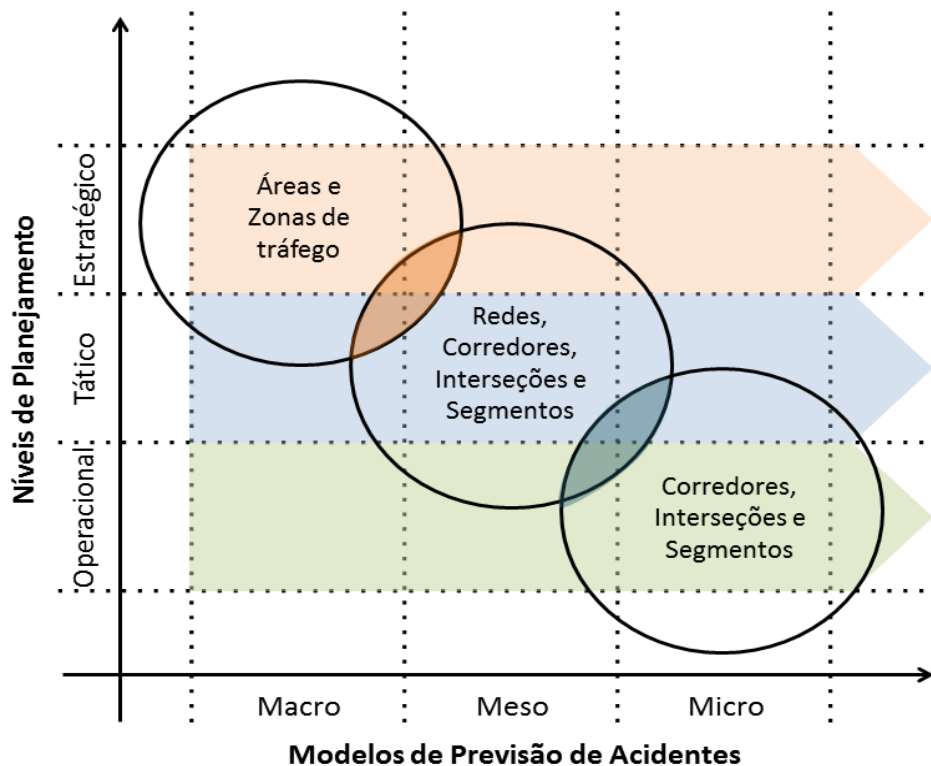 Níveis de Planejamento
Estratégico
Tático
Operacional
Áreas e
Zonas de
tráfego
Redes,
Corredores,
Interseções e
Segmentos
Corredores,
Interseções e
Segmentos
Macro
Meso
Micro
Modelos de Previsão de Acidentes